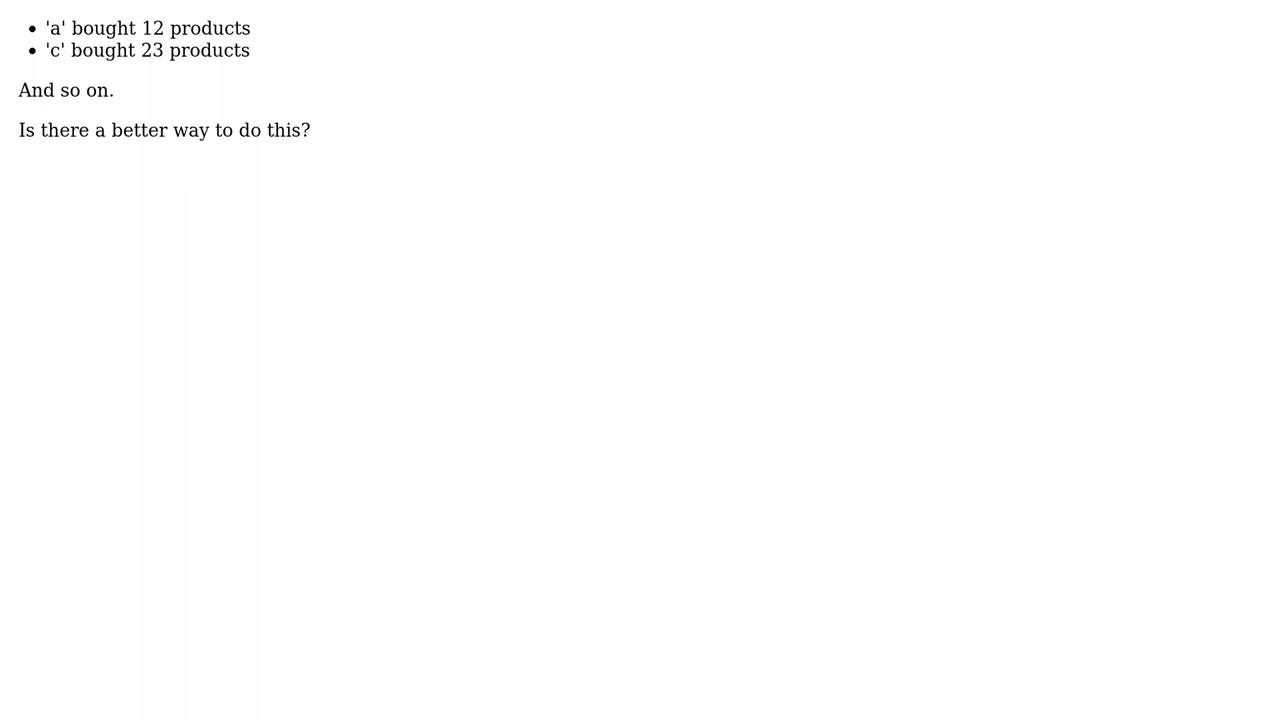 'a' bought 12 products
'c' bought 23 products
And so on.
Is there a better way to do this?